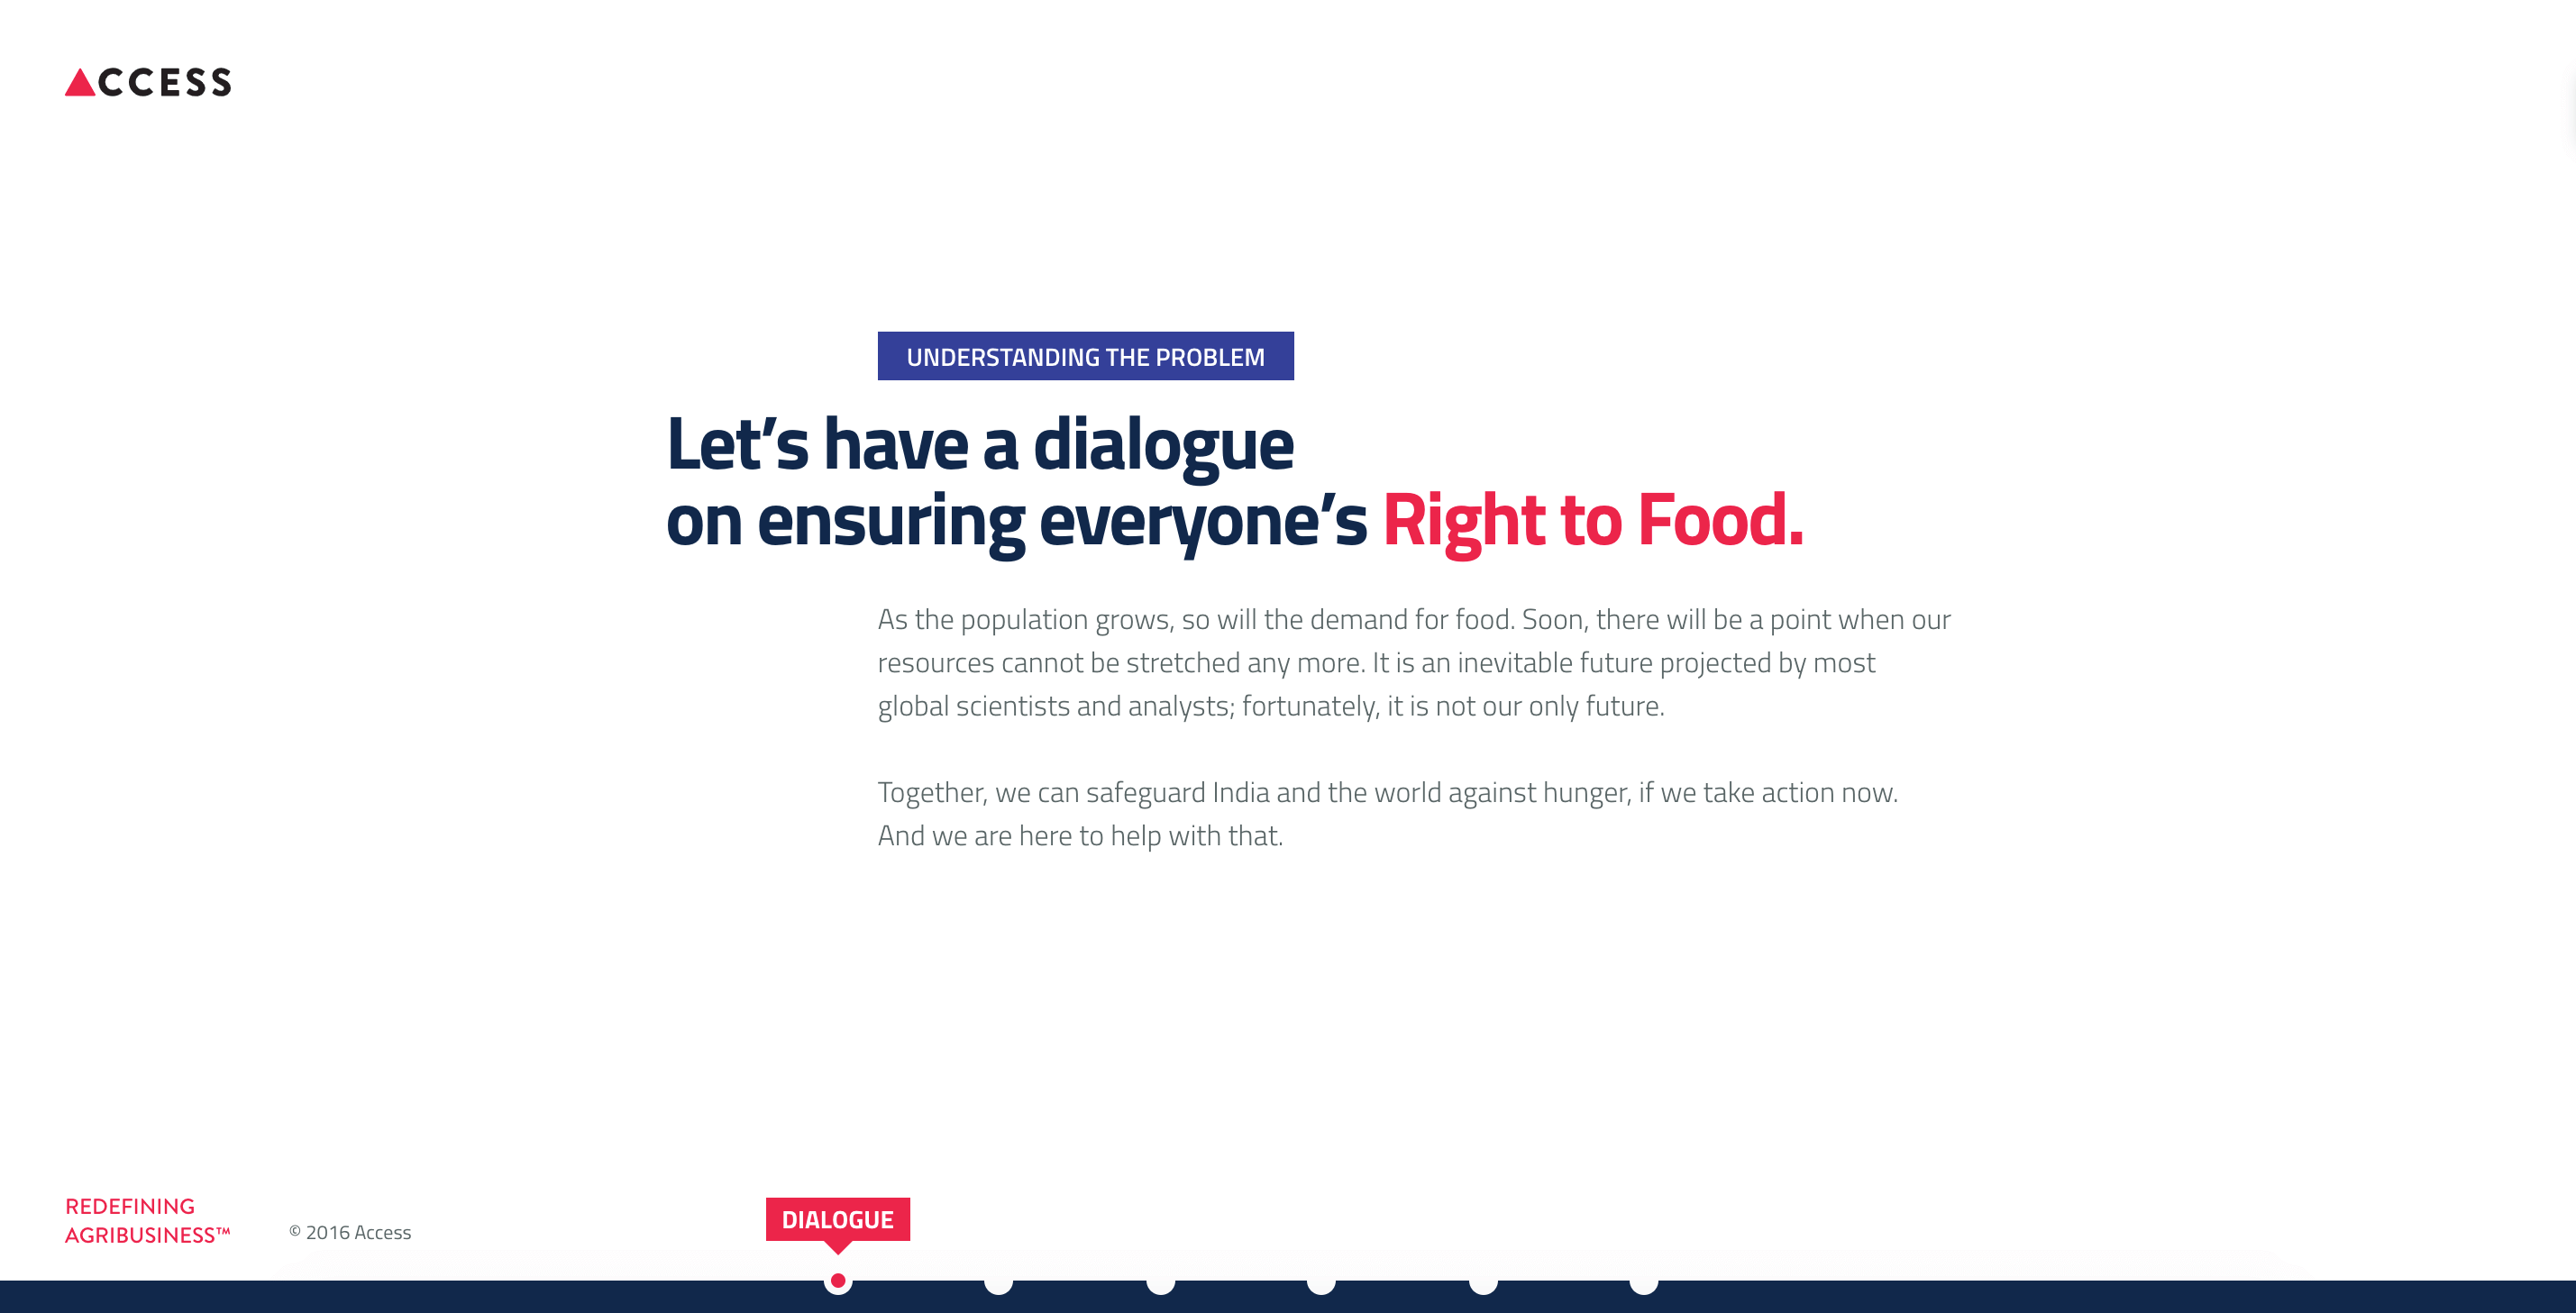 ACCESS
UNDERSTANDING THE PROBLEM
Let’s have a dialogue
on ensuring everyone’s Right to Food.
As the population grows, so will the demand for food. Soon, there will be a point when our
resources cannot be stretched any more. It is an inevitable future projected by most
global scientists and analysts; fortunately, it is not our only future.
Together, we can safeguard India and the world against hunger, if we take action now.
And we are here to help with that.
REDEFINING
AGRIBUSINESS™
© 2016 Access
DIALOGUE